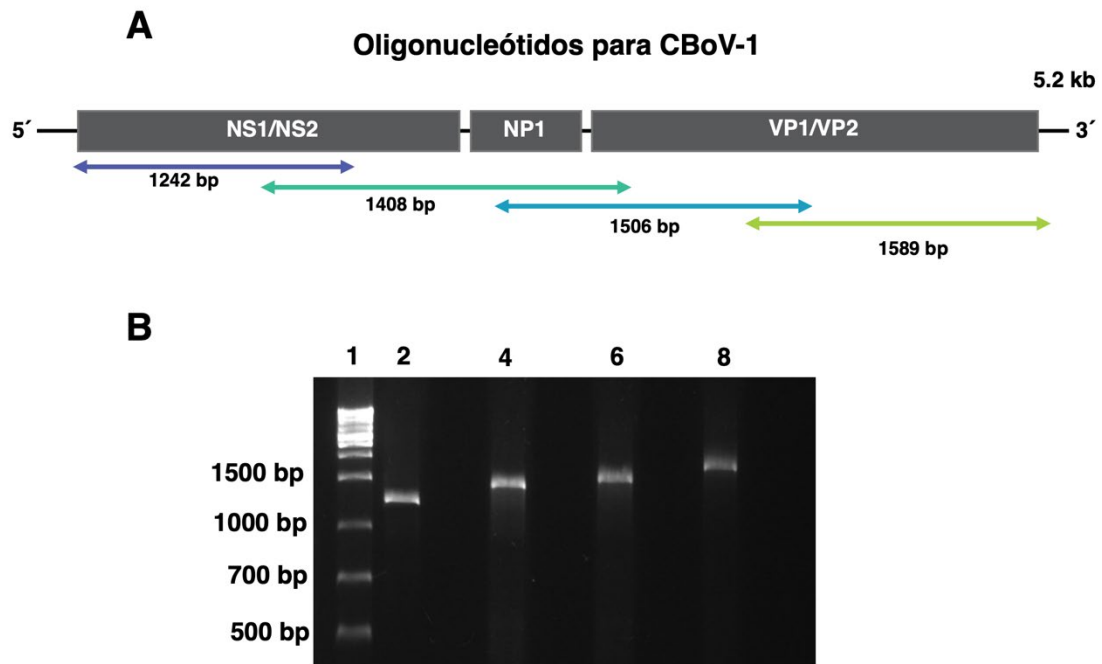 A
Oligonucleótidos para CBoV-1
5.2 kb
5´ NS1/NS2 NP1 VP1/VP2 3´
1242 bp
1408 bp
1506 bp
1589 bp
B
1 2 4 6 8
1500 bp
1000 bp
700 bp
500 bp